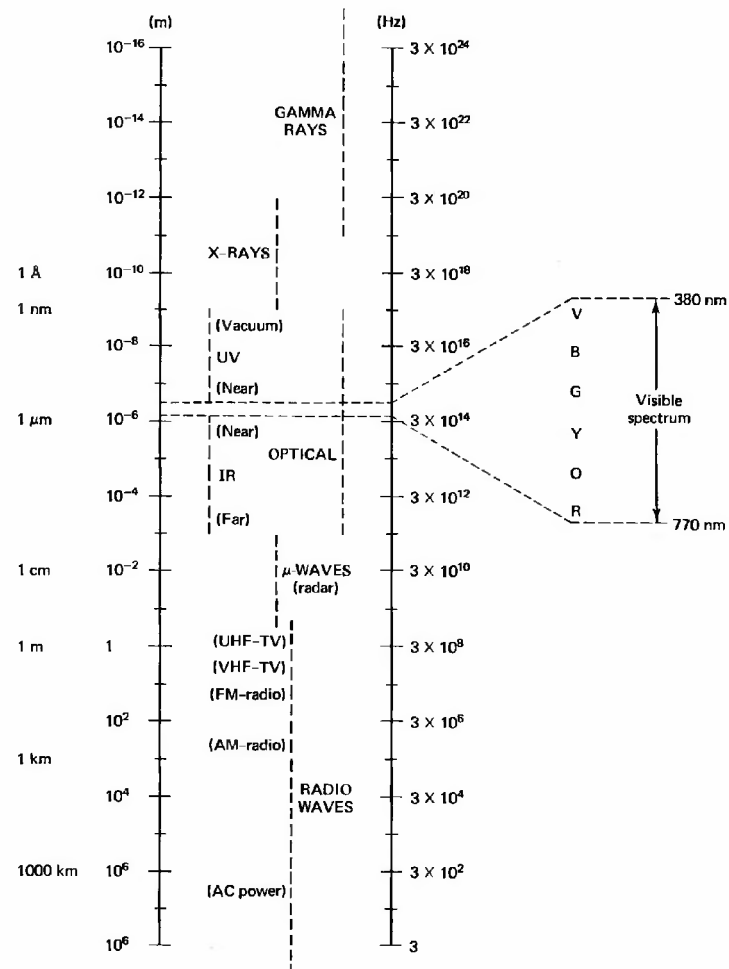 (m) (Hz)
10⁻¹⁶ 3 X 10²⁴
GAMMA
10⁻¹⁴ RAYS 3 X 10²²
10⁻¹² 3 X 10²⁰
X-RAYS
1 Å 10⁻¹⁰ 3 X 10¹⁸
1 nm 380 nm
(Vacuum) V
10⁻⁸ UV 3 X 10¹⁶ B
(Near) G
Visible
spectrum
1 μm 10⁻⁶ 3 X 10¹⁴
(Near) Y
OPTICAL
IR O
10⁻⁴ 3 X 10¹²
(Far) R 770 nm
1 cm 10⁻² μ-WAVES 3 X 10¹⁰
(radar)
1 m 1 (UHF-TV) 3 X 10⁸
(VHF-TV)
(FM-radio)
10² 3 X 10⁶
(AM-radio)
1 km
RADIO
10⁴ WAVES 3 X 10⁴
1000 km 10⁶ 3 X 10²
(AC power)
10⁶ 3